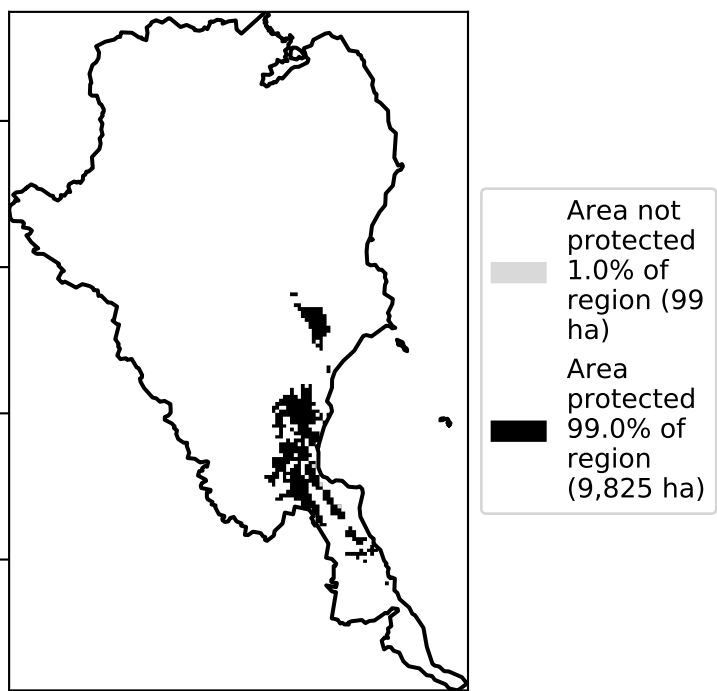 Area not
protected
1.0% of
region (99
ha)
Area
protected
99.0% of
region
(9,825 ha)